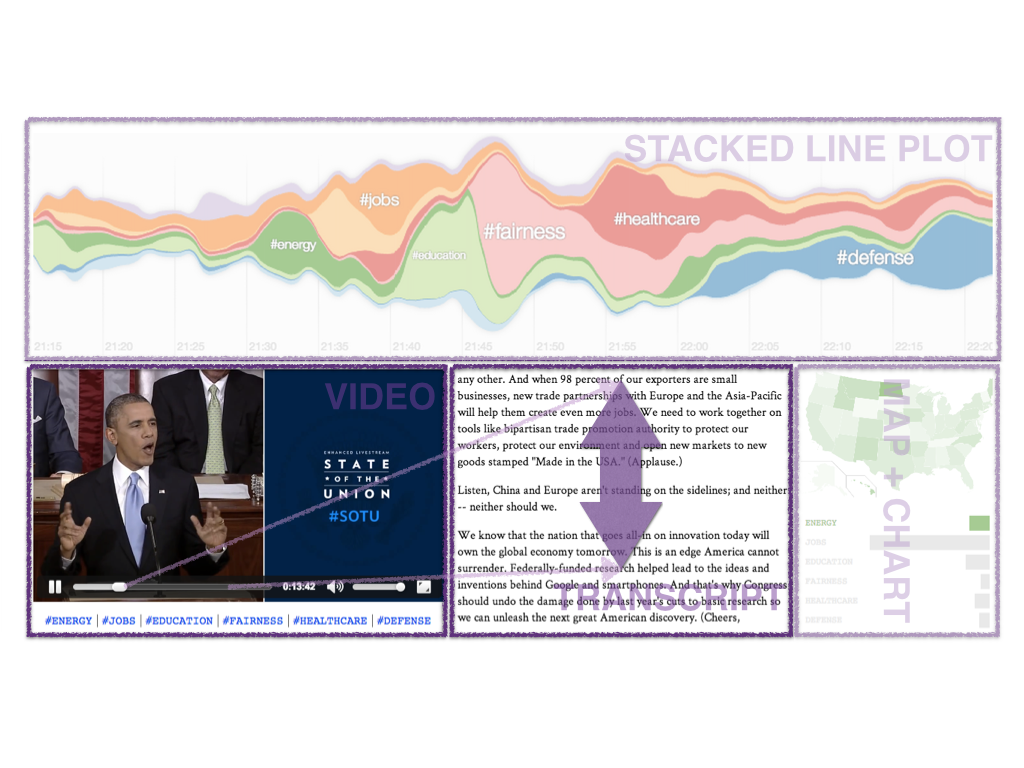 STACKED LINE PLOT
#jobs
#healthcare
#fairness
#energy
#education
#defense
21:15 21:20 21:25 21:30 21:35 21:40 21:45 21:50 21:55 22:00 22:05 22:10 22:15 22:20
VIDEO
ENHANCED LIVESTREAM
STATE
OF THE
UNION
#SOTU
0:13:42
#ENERGY | #JOBS | #EDUCATION | #FAIRNESS | #HEALTHCARE | #DEFENSE
any other. And when 98 percent of our exporters are small
businesses, new trade partnerships with Europe and the Asia-Pacific
will help them create even more jobs. We need to work together on
tools like bipartisan trade promotion authority to protect our
workers, protect our environment and open new markets to new
goods stamped "Made in the USA." (Applause.)
Listen, China and Europe aren't standing on the sidelines; and neither
-- neither should we.
We know that the nation that goes all-in on innovation today will
own the global economy tomorrow. This is an edge America cannot
surrender. Federally-funded research helped lead to the ideas and
inventions behind Google and smartphones. And that's why Congress
should undo the damage done by last year's cuts to basic research so
we can unleash the next great American discovery. (Cheers,
TRANSCRIPT
MAP + CHART
ENERGY
JOBS
EDUCATION
FAIRNESS
HEALTHCARE
DEFENSE